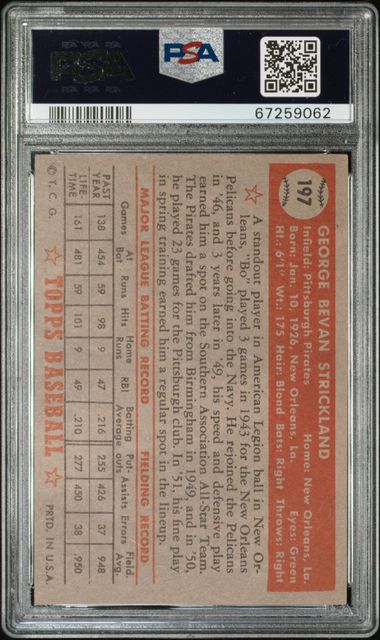 PSA
PSA
67259062
197
GEORGE BEVAN STRICKLAND
Infield: Pittsburgh Pirates Home: New Orleans, La.
Born: Jan. 10, 1926, New Orleans, La. Eyes: Green
Ht.: 6'1" Wt.: 175 Hair: Blond Bats: Right Throws: Right
A standout player in American Legion ball in New Or-
leans, "Bo" played 3 games in 1943 for the New Orleans
Pelicans before going into the Navy. He rejoined the Pelicans
in '46, and 3 years later in '49, his speed and defensive play
earned him a spot on the Southern Association All-Star Team.
The Pirates drafted him from Birmingham in 1949, and in '50,
he played 23 games for the Pittsburgh club. In '51, his fine play
in spring training earned him a regular spot in the lineup.
MAJOR LEAGUE BATTING RECORD FIELDING RECORD
Games At Bat Runs Hits Home Runs RBI Batting Average Put-outs Assists Errors Field. Avg.
PAST YEAR 138 454 59 98 9 47 .216 255 426 37 .948
LIFE-TIME 161 481 59 101 9 49 .210 277 450 38 .950
© T. C. G. TOPPS BASEBALL PRTD. IN U.S.A.